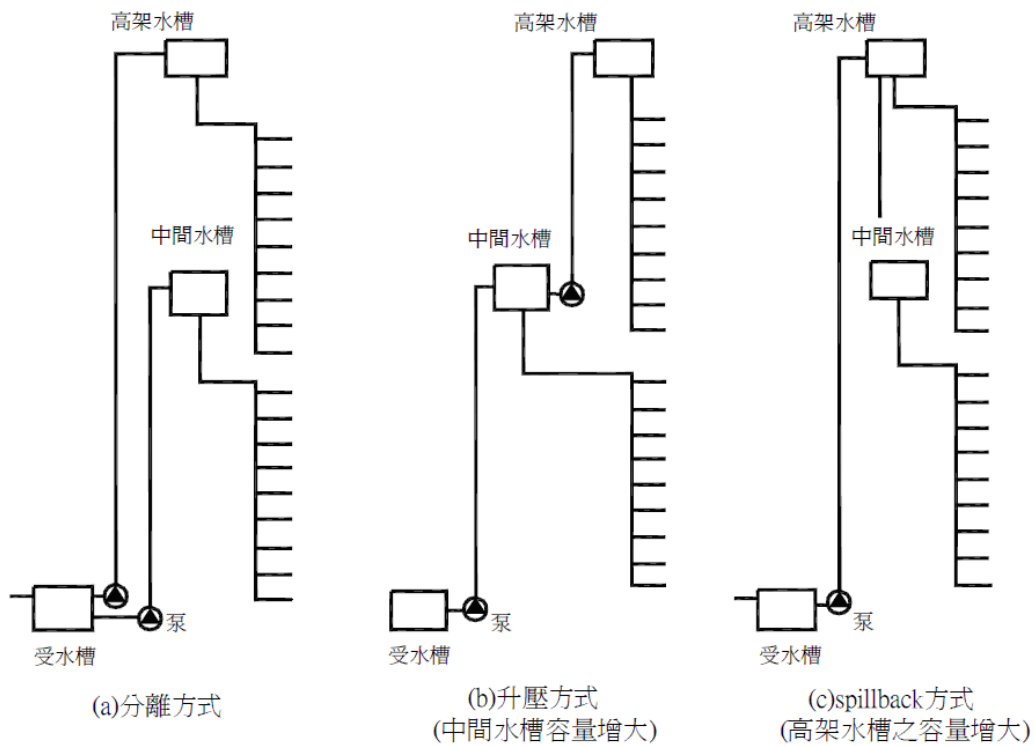 高架水槽
高架水槽
高架水槽
中間水槽
中間水槽
中間水槽
泵
泵
泵
受水槽
受水槽
受水槽
(a)分離方式
(b)升壓方式
(中間水槽容量增大)
(c)spillback方式
(高架水槽之容量增大)